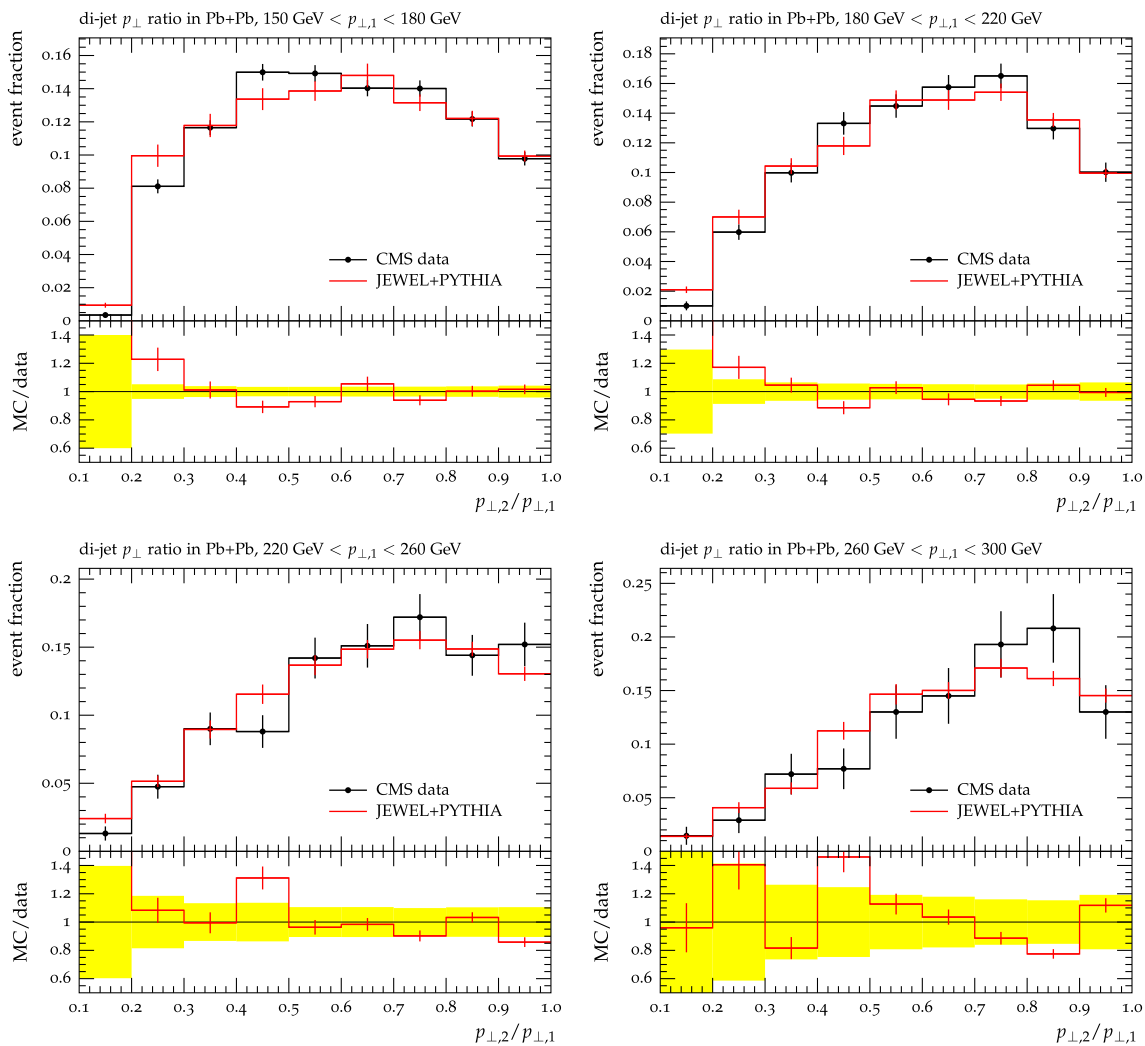 di-jet p⊥ ratio in Pb+Pb, 150 GeV < p⊥,1 < 180 GeV
event fraction
0.16
0.14
0.12
0.1
0.08
0.06
0.04
0.02
0
CMS data
JEWEL+PYTHIA
MC/data
1.4
1.2
1
0.8
0.6
0.1 0.2 0.3 0.4 0.5 0.6 0.7 0.8 0.9 1.0
p⊥,2/p⊥,1
di-jet p⊥ ratio in Pb+Pb, 180 GeV < p⊥,1 < 220 GeV
event fraction
0.18
0.16
0.14
0.12
0.1
0.08
0.06
0.04
0.02
0
CMS data
JEWEL+PYTHIA
MC/data
1.4
1.2
1
0.8
0.6
0.1 0.2 0.3 0.4 0.5 0.6 0.7 0.8 0.9 1.0
p⊥,2/p⊥,1
di-jet p⊥ ratio in Pb+Pb, 220 GeV < p⊥,1 < 260 GeV
event fraction
0.2
0.15
0.1
0.05
0
CMS data
JEWEL+PYTHIA
MC/data
1.4
1.2
1
0.8
0.6
0.1 0.2 0.3 0.4 0.5 0.6 0.7 0.8 0.9 1.0
p⊥,2/p⊥,1
di-jet p⊥ ratio in Pb+Pb, 260 GeV < p⊥,1 < 300 GeV
event fraction
0.25
0.2
0.15
0.1
0.05
0
CMS data
JEWEL+PYTHIA
MC/data
1.4
1.2
1
0.8
0.6
0.1 0.2 0.3 0.4 0.5 0.6 0.7 0.8 0.9 1.0
p⊥,2/p⊥,1